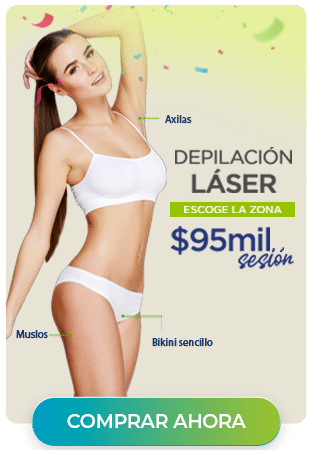 Axilas
DEPILACIÓN
LÁSER
ESCOGE LA ZONA
$95mil
sesión
Muslos
Bikini sencillo
COMPRAR AHORA